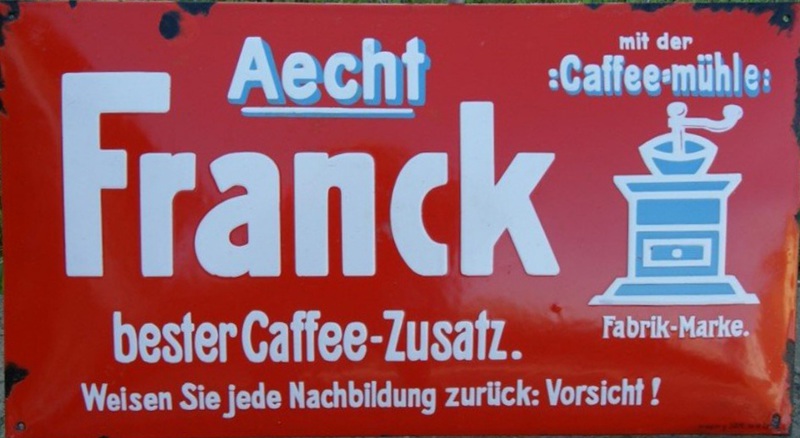 Aecht
Franck
bester Caffee-Zusatz.
mit der
:Caffee-mühle:
Fabrik-Marke.
Weisen Sie jede Nachbildung zurück: Vorsicht!